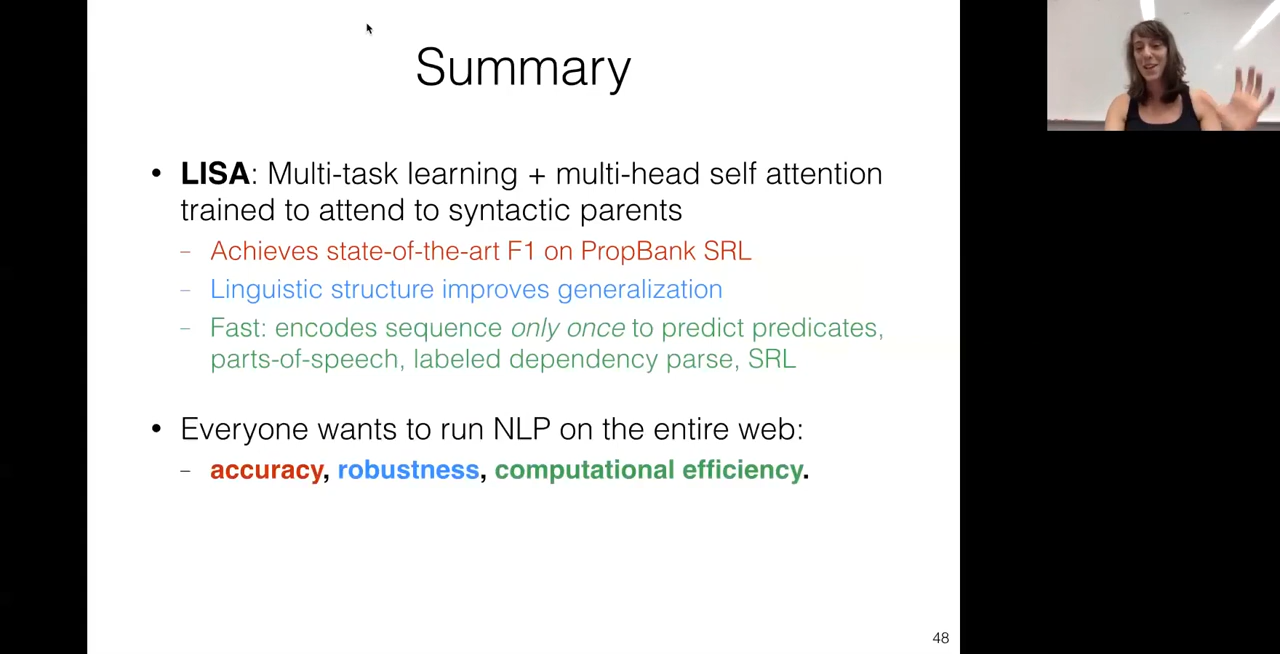 Summary
• LISA: Multi-task learning + multi-head self attention
trained to attend to syntactic parents
– Achieves state-of-the-art F1 on PropBank SRL
– Linguistic structure improves generalization
– Fast: encodes sequence only once to predict predicates,
parts-of-speech, labeled dependency parse, SRL
• Everyone wants to run NLP on the entire web:
– accuracy, robustness, computational efficiency.
48